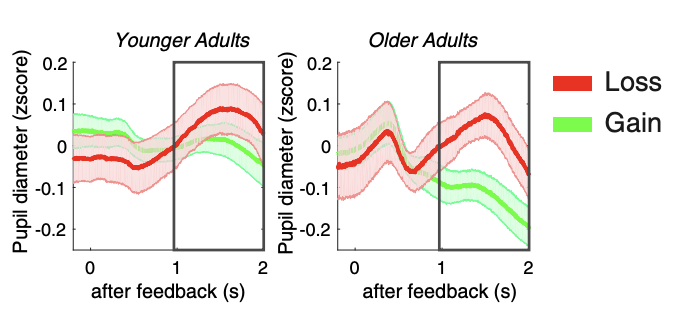 Younger Adults
Older Adults
Pupil diameter (zscore)
0.2
0.1
0
-0.1
-0.2
0
1
2
after feedback (s)
Pupil diameter (zscore)
0.2
0.1
0
-0.1
-0.2
0
1
2
after feedback (s)
Loss
Gain